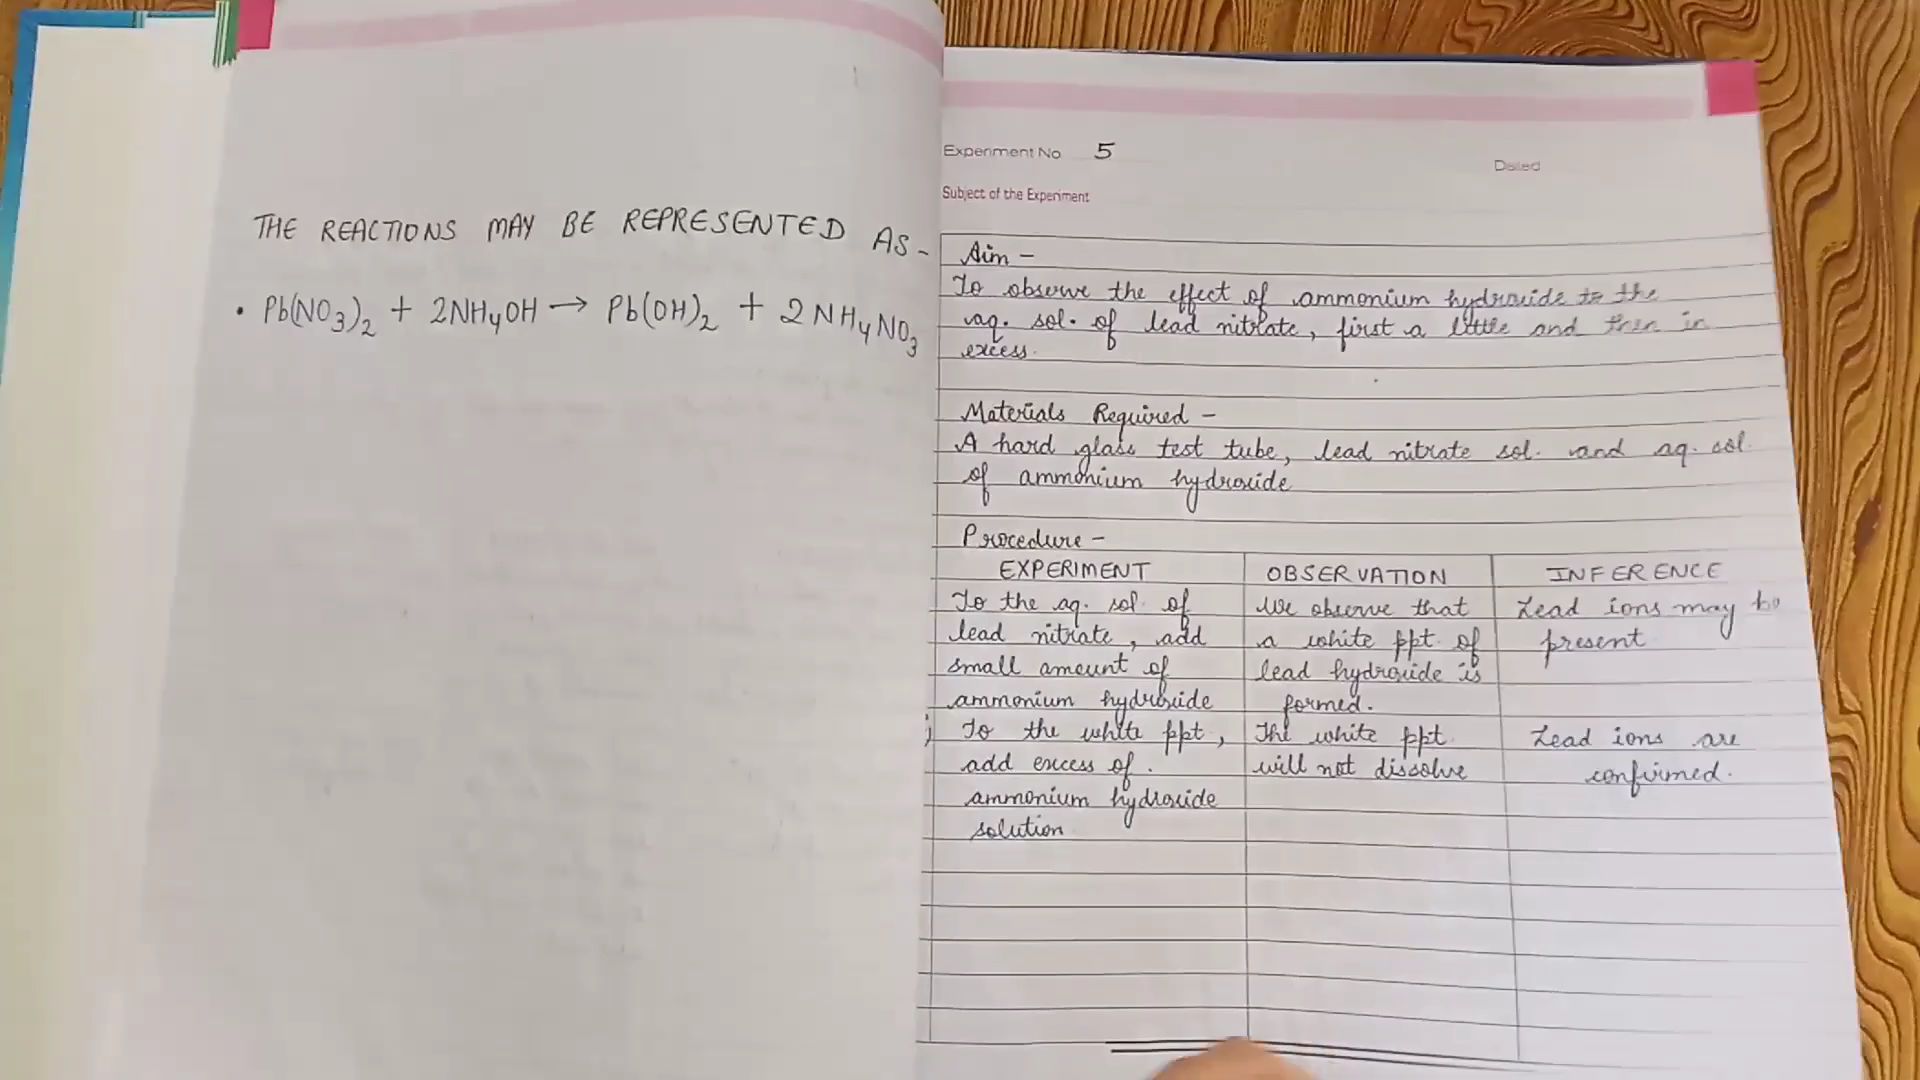 THE REACTIONS MAY BE REPRESENTED AS-
• Pb(NO3)2 + 2NH4OH → Pb(OH)2 + 2NH4NO3
Experiment No 5
Dated
Subject of the Experiment
Aim -
To observe the effect of ammonium hydroxide to the
aq. sol. of lead nitrate, first a little and then in
excess.
Materials Required -
A hard glass test tube, lead nitrate sol. and aq. sol.
of ammonium hydroxide
Procedure -
EXPERIMENT OBSERVATION INFERENCE
To the aq. sol. of We observe that Lead ions may be
lead nitrate, add a white ppt. of present
small amount of lead hydroxide is
ammonium hydroxide formed.
To the white ppt, The white ppt. Lead ions are
add excess of. will not dissolve confirmed.
ammonium hydroxide
solution